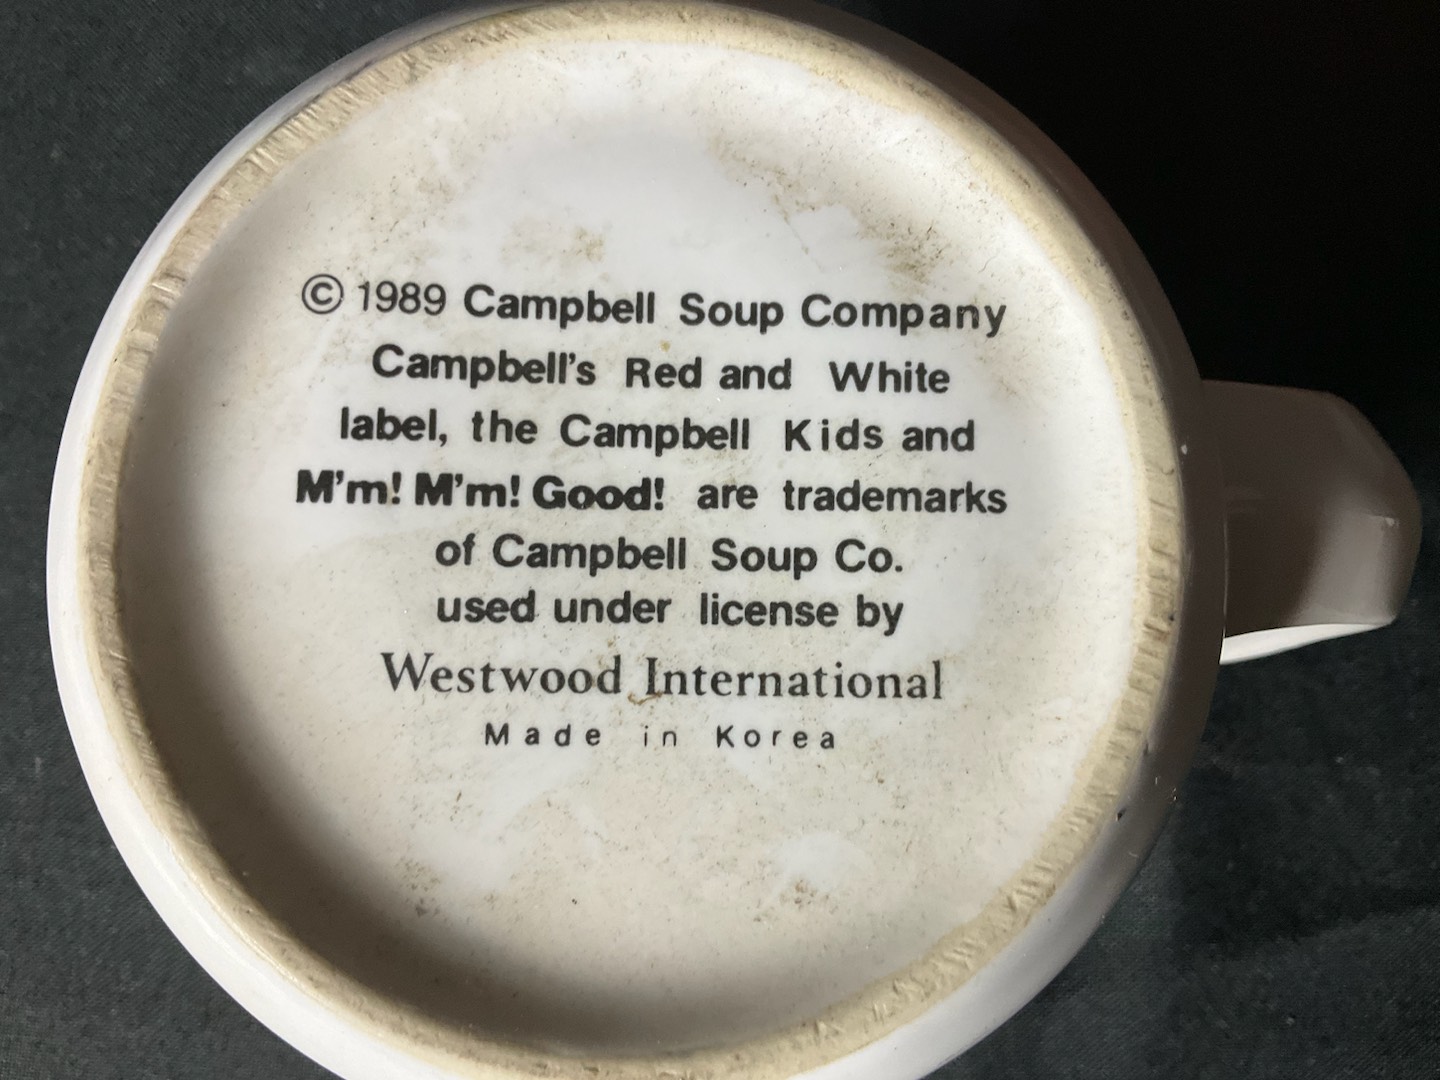 © 1989 Campbell Soup Company
Campbell's Red and White
label, the Campbell Kids and
M'm! M'm! Good! are trademarks
of Campbell Soup Co.
used under license by
Westwood International
Made in Korea